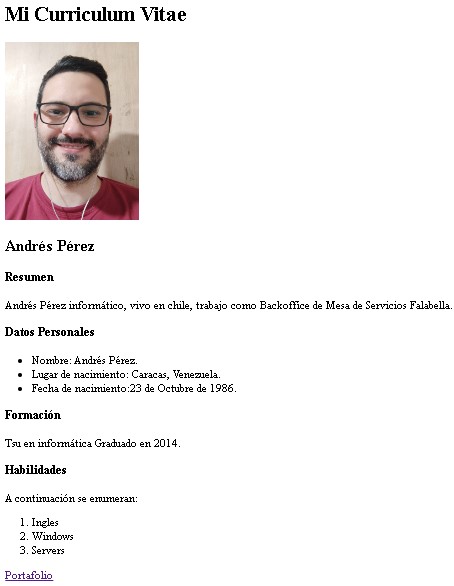 Mi Curriculum Vitae
Andrés Pérez
Resumen
Andrés Pérez informático, vivo en chile, trabajo como Backoffice de Mesa de Servicios Falabella.
Datos Personales
Nombre: Andrés Pérez.
Lugar de nacimiento: Caracas, Venezuela.
Fecha de nacimiento:23 de Octubre de 1986.
Formación
Tsu en informática Graduado en 2014.
Habilidades
A continuación se enumeran:
1. Ingles
2. Windows
3. Servers
Portafolio